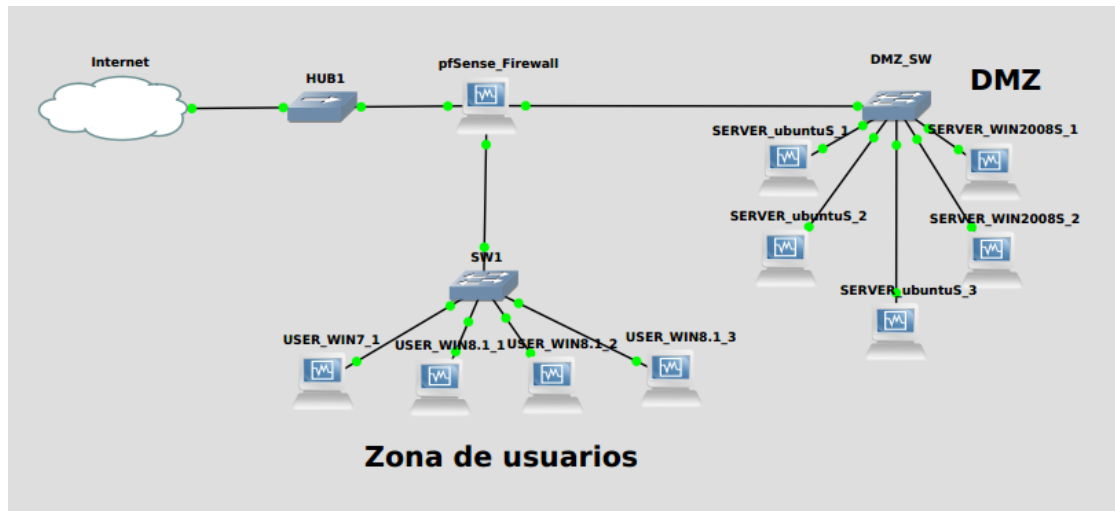 Internet
HUB1
pfSense_Firewall
DMZ_SW
DMZ
SERVER_ubuntuS_1
SERVER_WIN2008S_1
SERVER_ubuntuS_2
SERVER_WIN2008S_2
SERVER_ubuntuS_3
SW1
USER_WIN7_1
USER_WIN8.1_1
USER_WIN8.1_2
USER_WIN8.1_3
Zona de usuarios